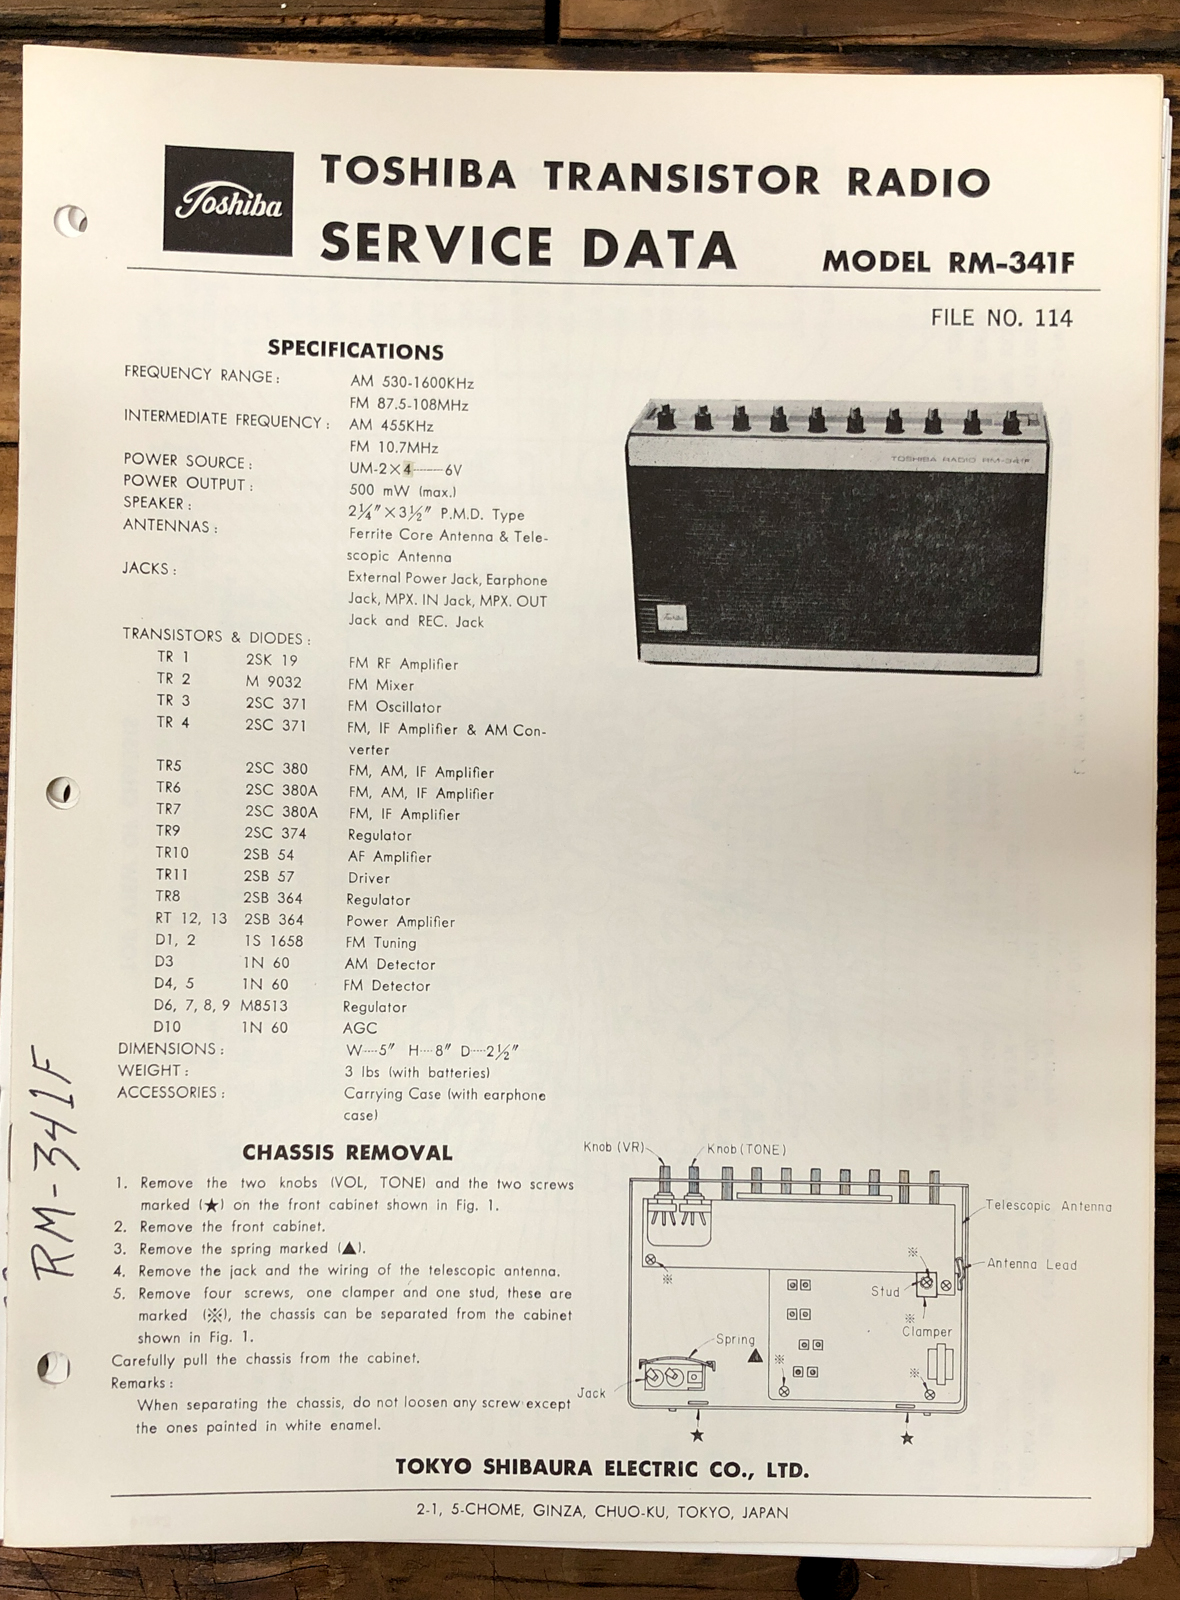 Toshiba
TOSHIBA TRANSISTOR RADIO
SERVICE DATA MODEL RM-341F
FILE NO. 114
SPECIFICATIONS
FREQUENCY RANGE: AM 530-1600KHz
FM 87.5-108MHz
INTERMEDIATE FREQUENCY: AM 455KHz
FM 10.7MHz
POWER SOURCE: UM-2×4-----6V
POWER OUTPUT: 500 mW (max.)
SPEAKER: 2¼″×3½″ P.M.D. Type
ANTENNAS: Ferrite Core Antenna & Tele-
scopic Antenna
JACKS: External Power Jack, Earphone
Jack, MPX. IN Jack, MPX. OUT
Jack and REC. Jack
TRANSISTORS & DIODES:
TR 1 2SK 19 FM RF Amplifier
TR 2 M 9032 FM Mixer
TR 3 2SC 371 FM Oscillator
TR 4 2SC 371 FM, IF Amplifier & AM Con-
verter
TR5 2SC 380 FM, AM, IF Amplifier
TR6 2SC 380A FM, AM, IF Amplifier
TR7 2SC 380A FM, IF Amplifier
TR9 2SC 374 Regulator
TR10 2SB 54 AF Amplifier
TR11 2SB 57 Driver
TR8 2SB 364 Regulator
RT 12, 13 2SB 364 Power Amplifier
D1, 2 1S 1658 FM Tuning
D3 1N 60 AM Detector
D4, 5 1N 60 FM Detector
D6, 7, 8, 9 M8513 Regulator
D10 1N 60 AGC
DIMENSIONS: W----5″ H----8″ D----2½″
WEIGHT: 3 lbs (with batteries)
ACCESSORIES: Carrying Case (with earphone
case)
TOSHIBA RADIO RM-341F
Toshiba
RM-341F
CHASSIS REMOVAL
1. Remove the two knobs (VOL, TONE) and the two screws
marked (★) on the front cabinet shown in Fig. 1.
2. Remove the front cabinet.
3. Remove the spring marked (▲).
4. Remove the jack and the wiring of the telescopic antenna.
5. Remove four screws, one clamper and one stud, these are
marked (※), the chassis can be separated from the cabinet
shown in Fig. 1.
Carefully pull the chassis from the cabinet.
Remarks:
When separating the chassis, do not loosen any screw except
the ones painted in white enamel.
Knob (VR) Knob (TONE)
Telescopic Antenna
Antenna Lead
Stud
Clamper
Spring
Jack
TOKYO SHIBAURA ELECTRIC CO., LTD.
2-1, 5-CHOME, GINZA, CHUO-KU, TOKYO, JAPAN